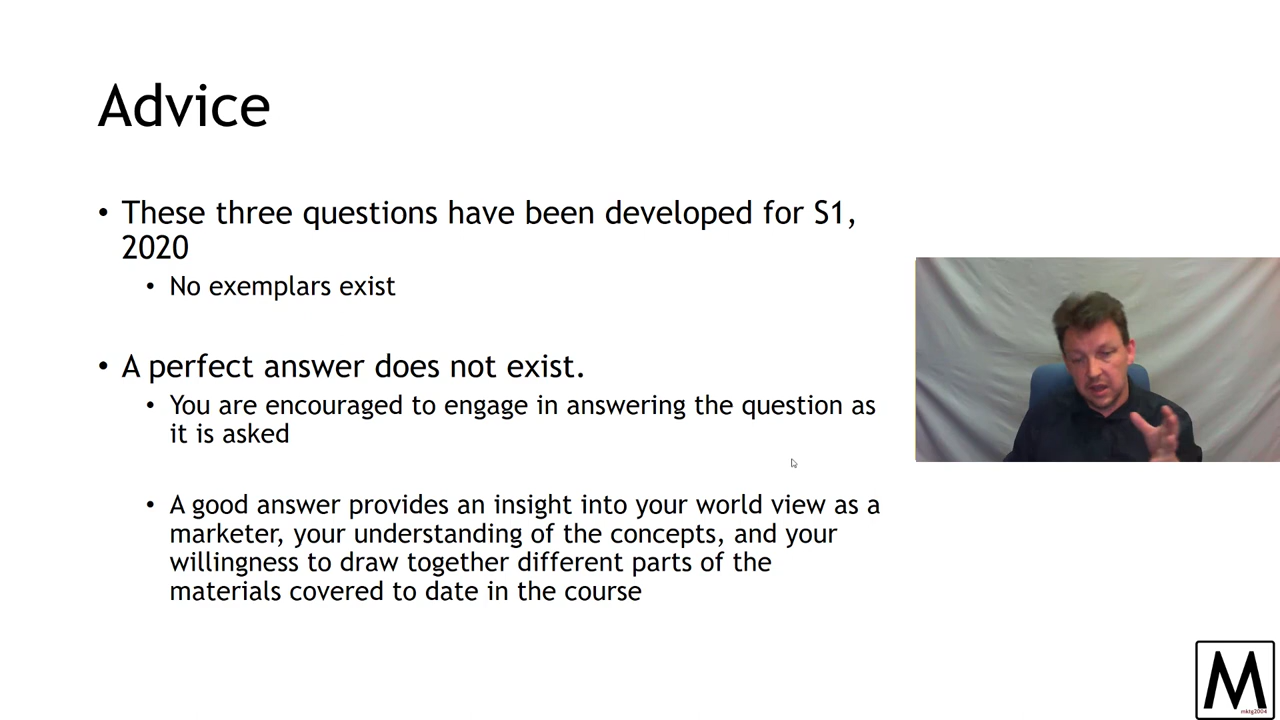 Advice
• These three questions have been developed for S1,
2020
• No exemplars exist
• A perfect answer does not exist.
• You are encouraged to engage in answering the question as
it is asked
• A good answer provides an insight into your world view as a
marketer, your understanding of the concepts, and your
willingness to draw together different parts of the
materials covered to date in the course
M
mktg2004